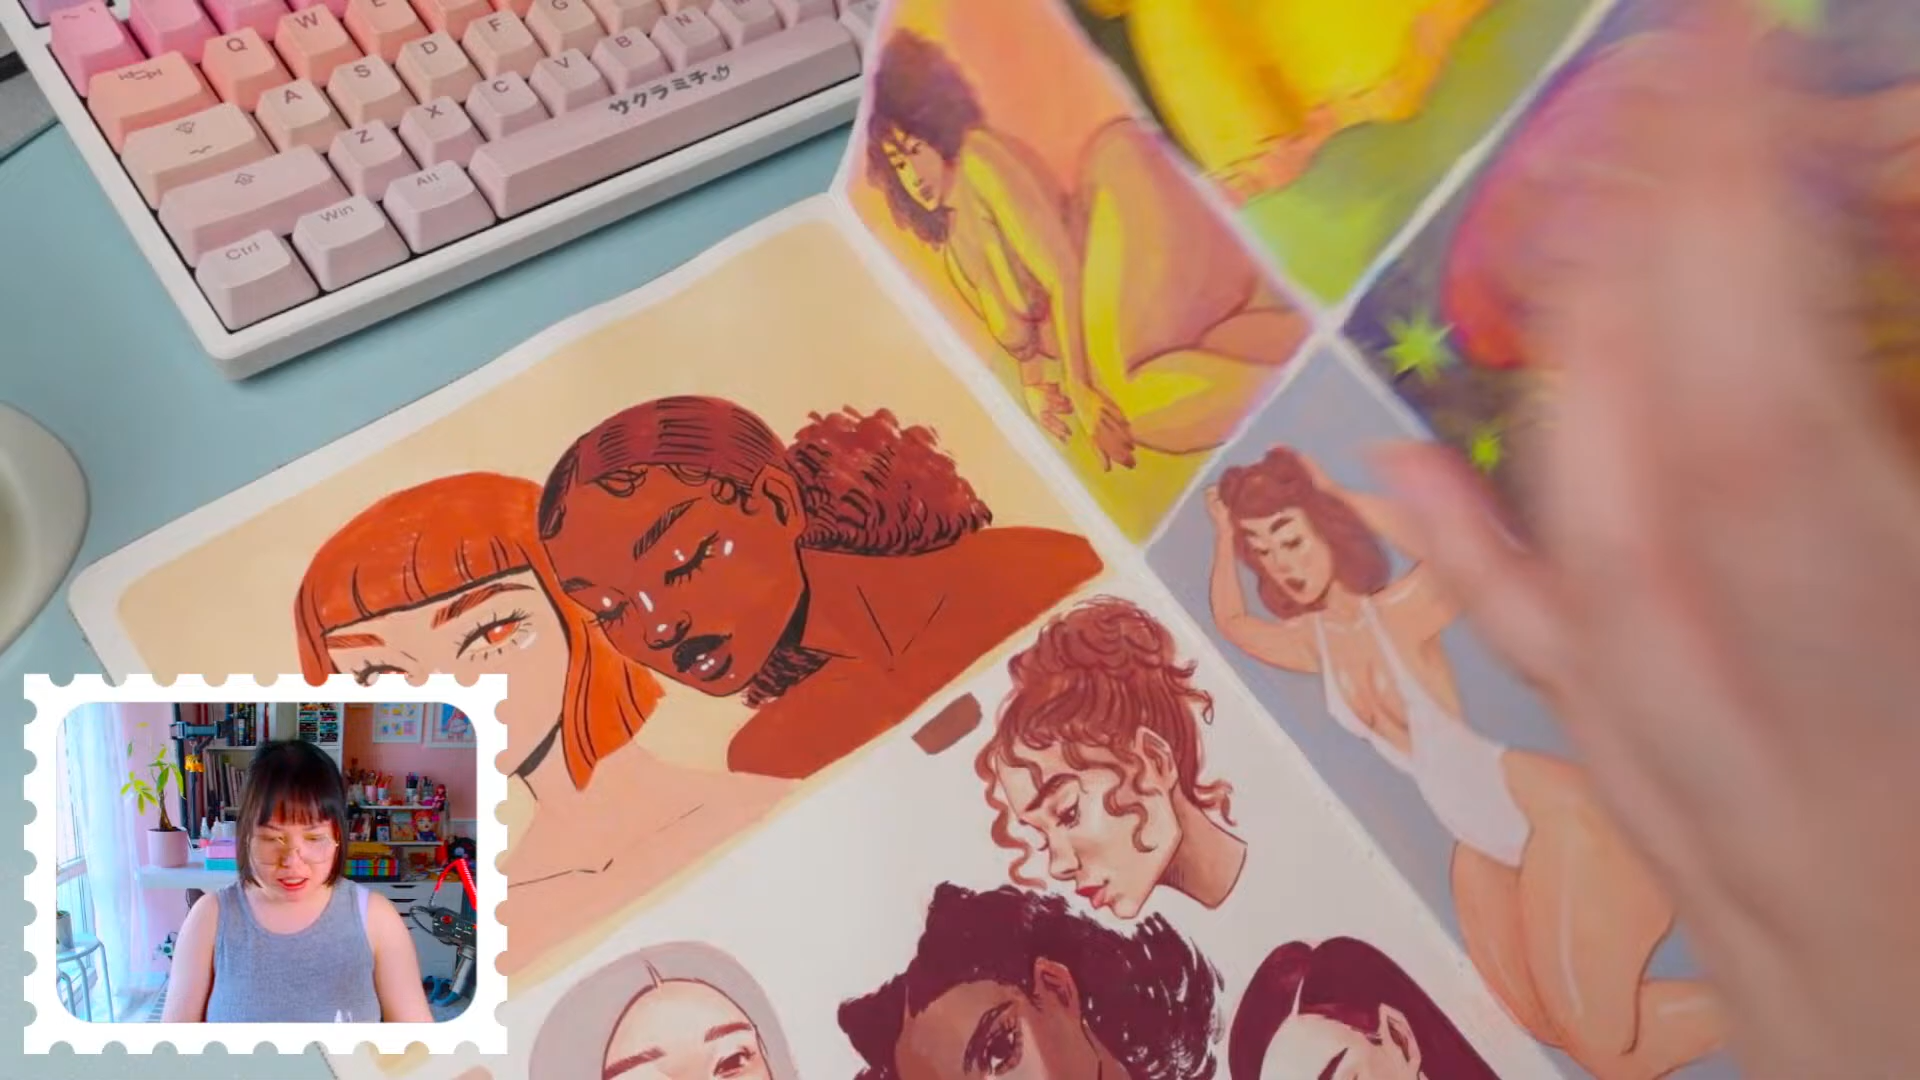 Q W E
A S D F G
Z X C V B N M
Ctrl Win Alt サクラミチ